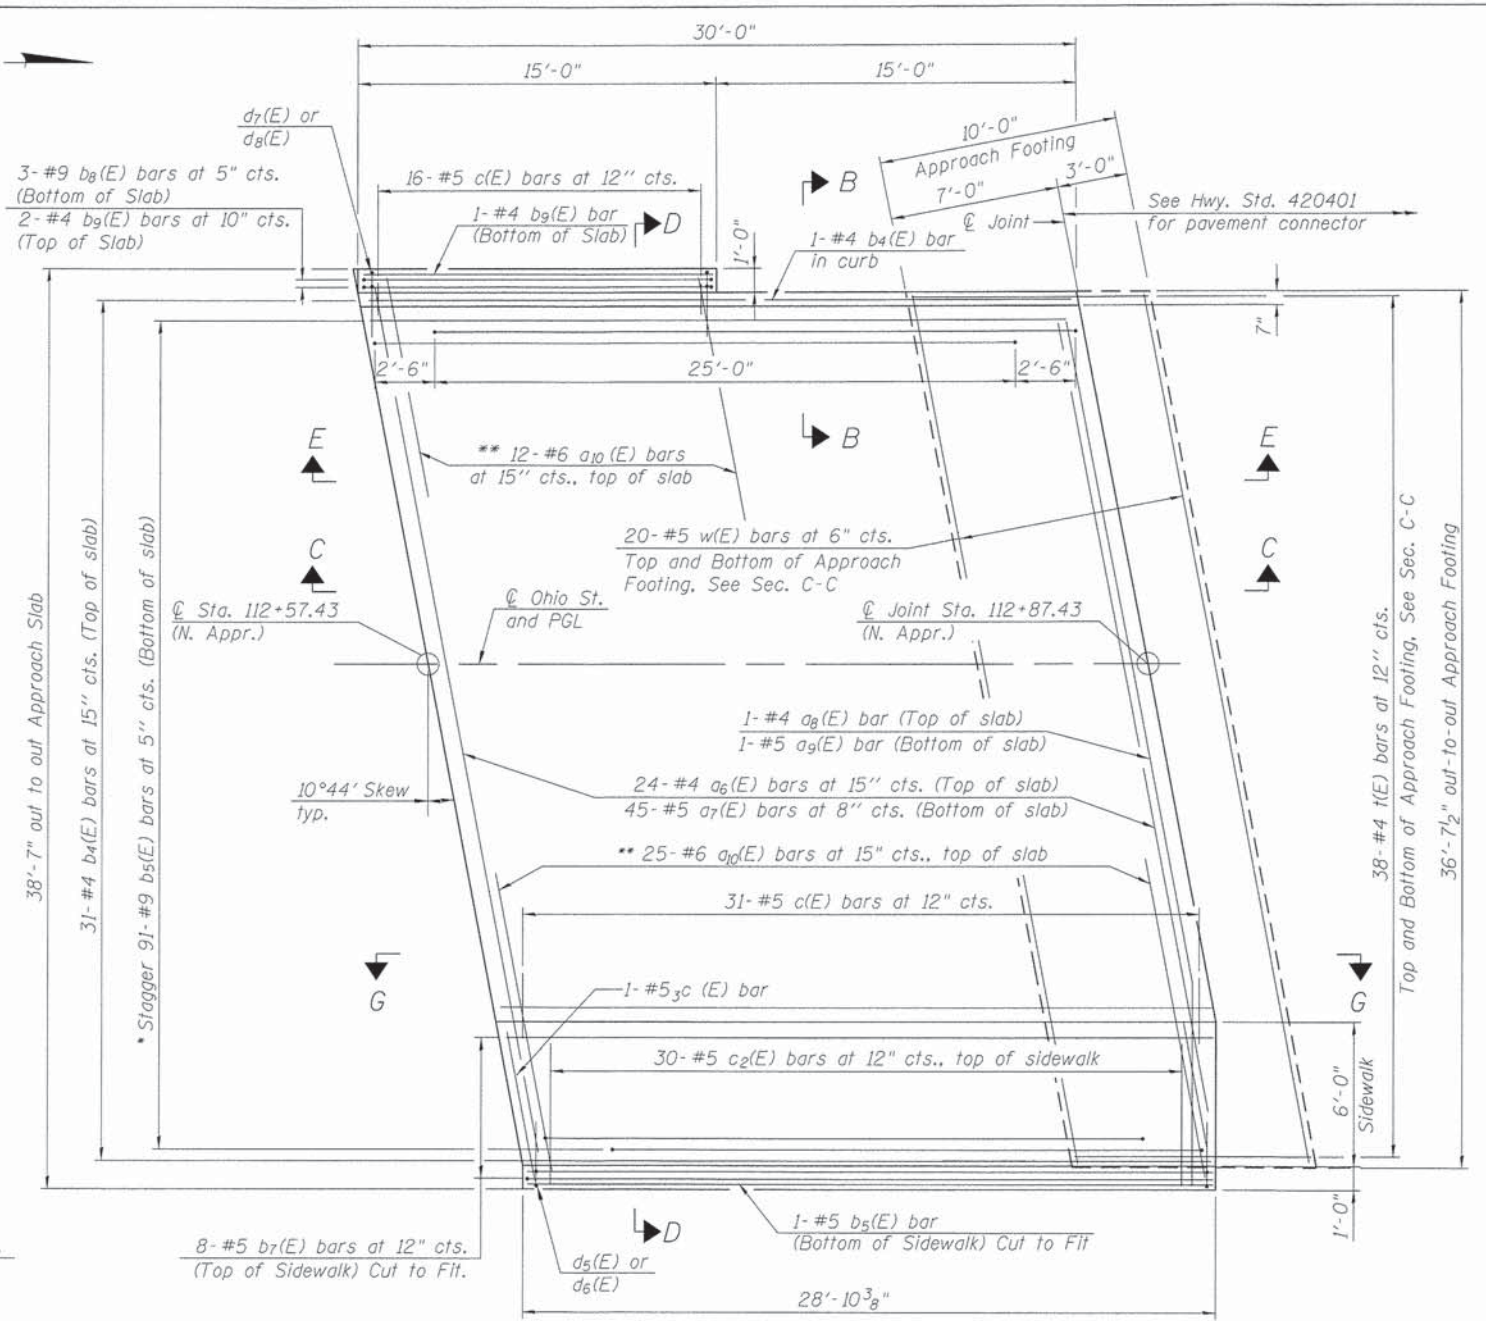 30'-0"
15'-0"
15'-0"
d7(E) or
d8(E)
10'-0"
Approach Footing
7'-0"
3'-0"
3- #9 b8(E) bars at 5" cts.
(Bottom of Slab)
2- #4 b9(E) bars at 10" cts.
(Top of Slab)
16- #5 c(E) bars at 12" cts.
1- #4 b9(E) bar
(Bottom of Slab)
D
B
℄ Joint
See Hwy. Std. 420401
for pavement connector
1'-0"
1- #4 b4(E) bar
in curb
7"
2'-6"
25'-0"
2'-6"
E
B
E
** 12- #6 a10 (E) bars
at 15" cts., top of slab
20- #5 w(E) bars at 6" cts.
Top and Bottom of Approach
Footing, See Sec. C-C
C
C
℄ Sta. 112+57.43
(N. Appr.)
℄ Ohio St.
and PGL
℄ Joint Sta. 112+87.43
(N. Appr.)
38'-7" out to out Approach Slab
31- #4 b4(E) bars at 15" cts. (Top of slab)
* Stagger 91- #9 b5(E) bars at 5" cts. (Bottom of slab)
38- #4 t(E) bars at 12" cts.
Top and Bottom of Approach Footing, See Sec. C-C
36'-7½" out-to-out Approach Footing
1- #4 a8(E) bar (Top of slab)
1- #5 a9(E) bar (Bottom of slab)
10°44' Skew
typ.
24- #4 a6(E) bars at 15" cts. (Top of slab)
45- #5 a7(E) bars at 8" cts. (Bottom of slab)
** 25- #6 a10(E) bars at 15" cts., top of slab
31- #5 c(E) bars at 12" cts.
G
G
1- #5 3c (E) bar
30- #5 c2(E) bars at 12" cts., top of sidewalk
6'-0"
Sidewalk
1'-0"
D
1- #5 b5(E) bar
(Bottom of Sidewalk) Cut to Fit
8- #5 b7(E) bars at 12" cts.
(Top of Sidewalk) Cut to Fit.
d5(E) or
d6(E)
28'-10⅜"